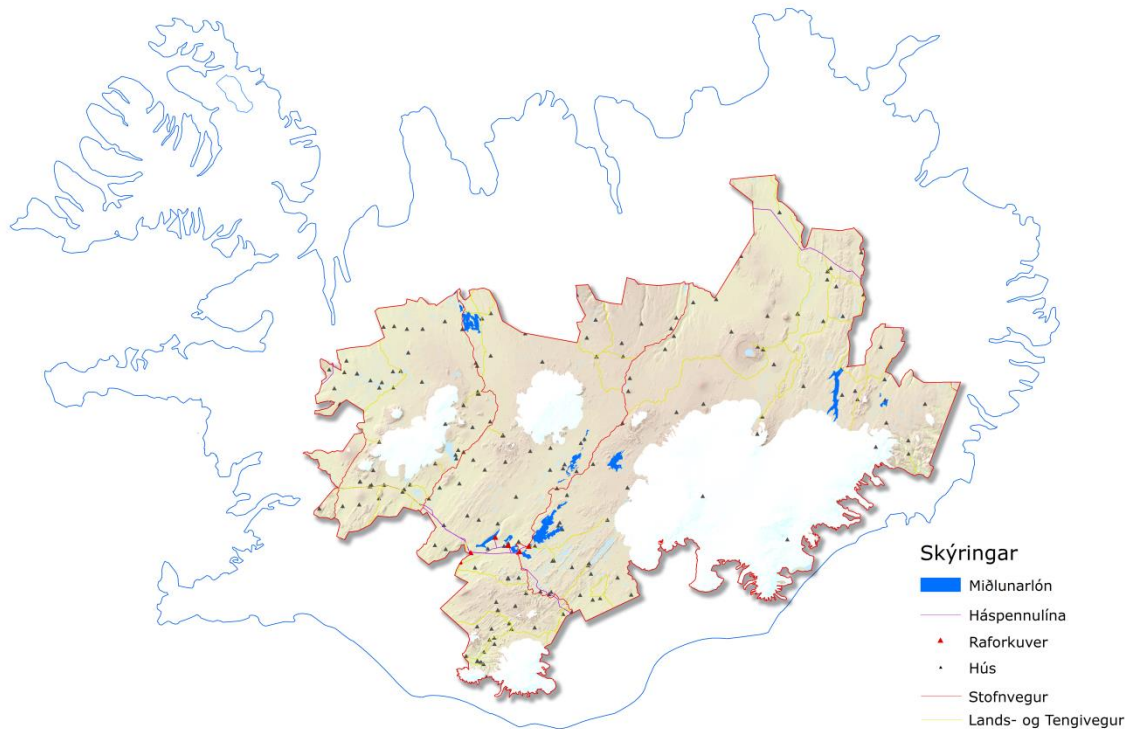 Skýringar
Miðlunarlón
Háspennulína
Raforkuver
Hús
Stofnvegur
Lands- og Tengivegur